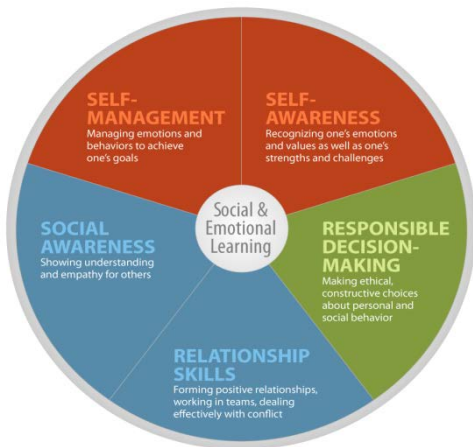 SELF-
MANAGEMENT
Managing emotions and
behaviors to achieve
one's goals
SELF-
AWARENESS
Recognizing one's emotions
and values as well as one's
strengths and challenges
SOCIAL
AWARENESS
Showing understanding
and empathy for others
Social &
Emotional
Learning
RESPONSIBLE
DECISION-
MAKING
Making ethical,
constructive choices
about personal and
social behavior
RELATIONSHIP
SKILLS
Forming positive relationships,
working in teams, dealing
effectively with conflict